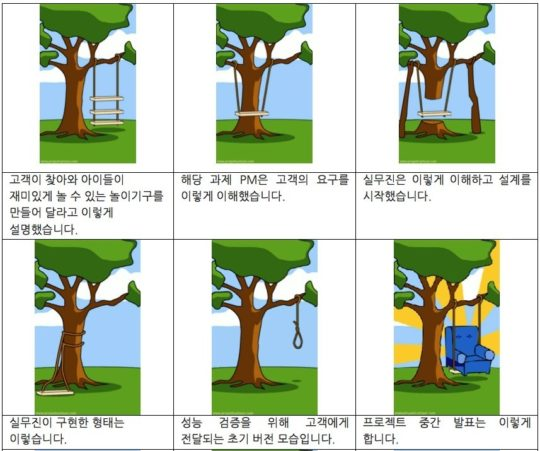 고객이 찾아와 아이들이
재미있게 놀 수 있는 놀이기구를
만들어 달라고 이렇게
설명했습니다.
해당 과제 PM은 고객의 요구를
이렇게 이해했습니다.
실무진은 이렇게 이해하고 설계를
시작했습니다.
실무진이 구현한 형태는
이렇습니다.
성능 검증을 위해 고객에게
전달되는 초기 버전 모습입니다.
프로젝트 중간 발표는 이렇게
합니다.